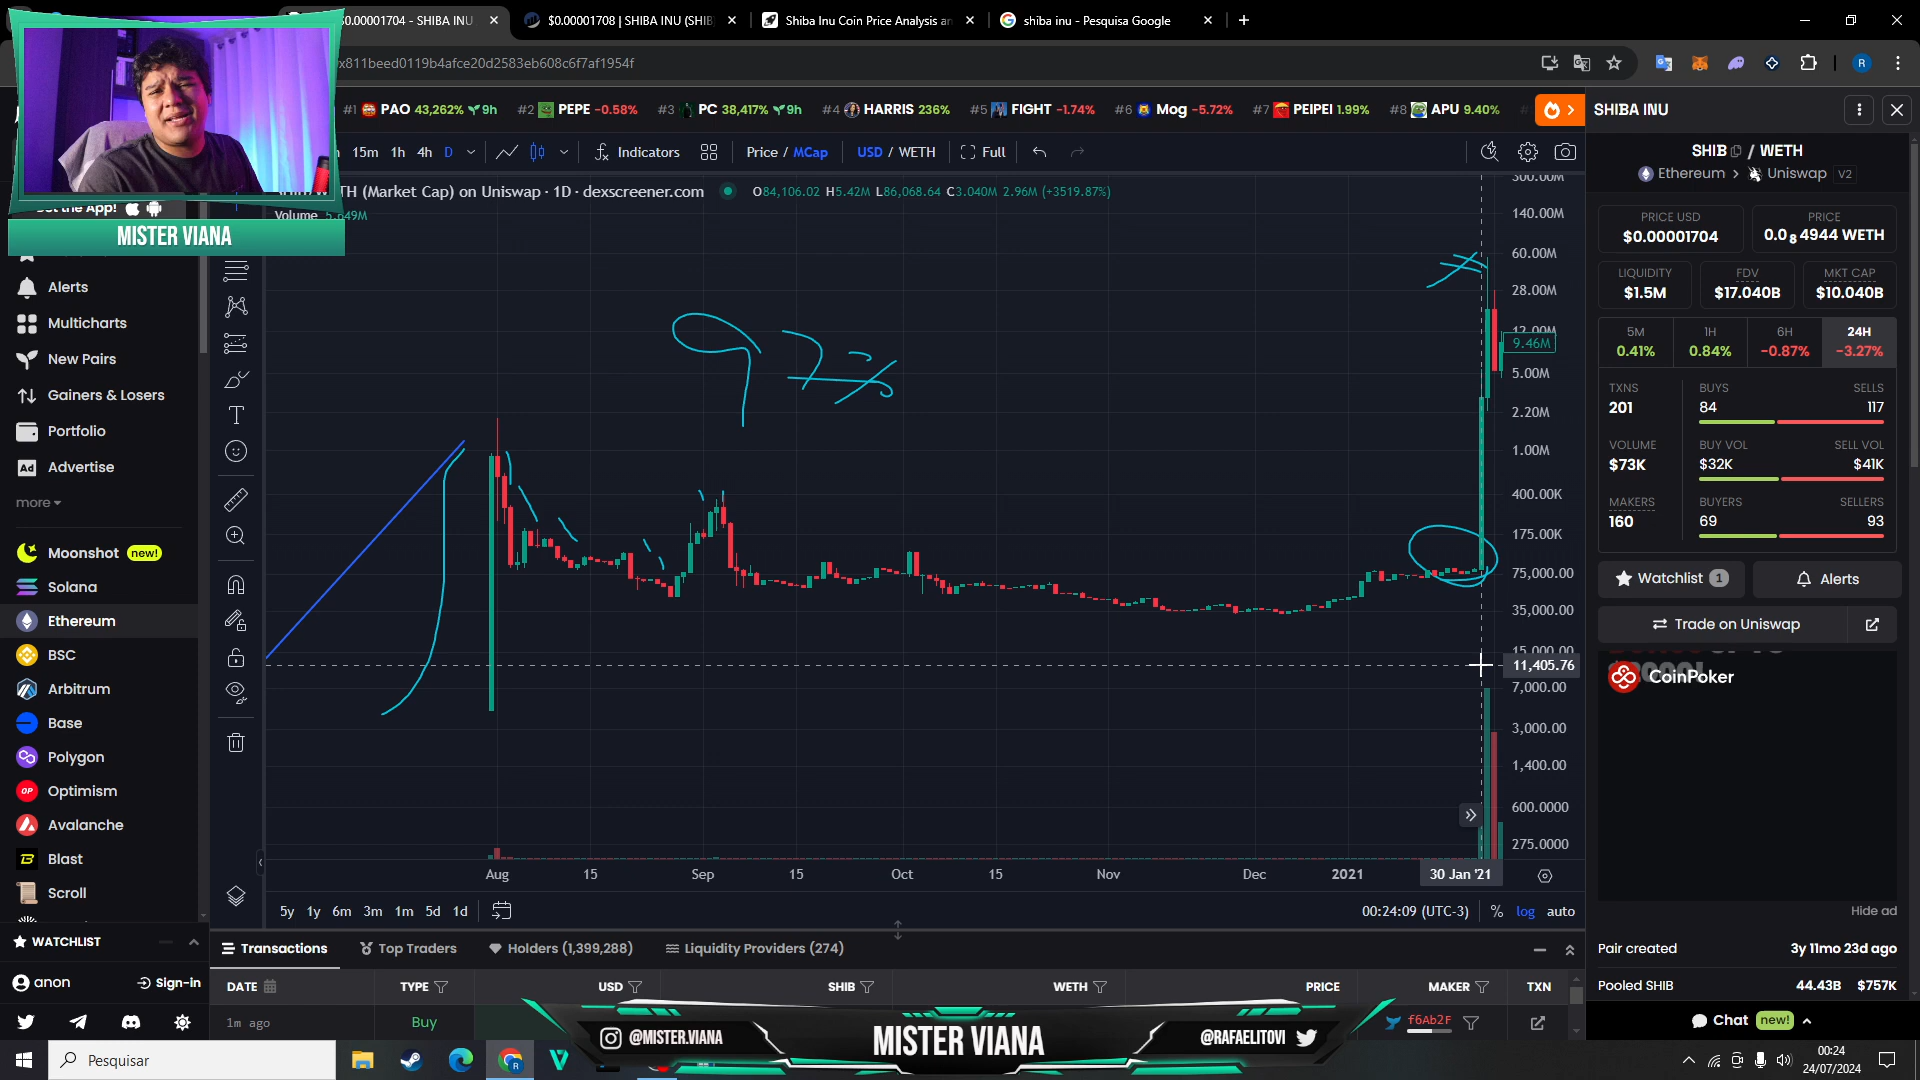 $0.00001704 - SHIBA INU
$0.00001708 | SHIBA INU (SHIB
Shiba Inu Coin Price Analysis an
shiba inu - Pesquisa Google
x811beed0119b4afce20d2583eb608c6f7af1954f
R
#1 PAO 43,262% 9h
#2 PEPE -0.58%
#3 PC 38,417% 9h
#4 HARRIS 236%
#5 FIGHT -1.74%
#6 Mog -5.72%
#7 PEIPEI 1.99%
#8 APU 9.40%
SHIBA INU
15m 1h 4h D
Indicators
Price / MCap
USD / WETH
Full
TH (Market Cap) on Uniswap · 1D · dexscreener.com
O84,106.02 H5.42M L86,068.64 C3.040M 2.96M (+3519.87%)
Volume 5.649M
Get the App!
MISTER VIANA
Alerts
Multicharts
New Pairs
Gainers & Losers
Portfolio
Ad Advertise
more
Moonshot new!
Solana
Ethereum
BSC
Arbitrum
Base
Polygon
OP Optimism
Avalanche
Blast
Scroll
WATCHLIST
anon
Sign-in
300.00M
140.00M
60.00M
28.00M
12.00M
9.46M
5.00M
2.20M
1.00M
400.00K
175.00K
75,000.00
35,000.00
15,000.00
11,405.76
7,000.00
3,000.00
1,400.00
600.0000
275.0000
Aug 15 Sep 15 Oct 15 Nov Dec 2021 30 Jan '21
5y 1y 6m 3m 1m 5d 1d
00:24:09 (UTC-3) % log auto
Transactions
Top Traders
Holders (1,399,288)
Liquidity Providers (274)
DATE TYPE USD SHIB WETH PRICE MAKER TXN
1m ago Buy
f6Ab2F
@MISTER.VIANA
MISTER VIANA
@RAFAELITOVI
SHIB / WETH
Ethereum > Uniswap V2
PRICE USD
$0.00001704
PRICE
0.0₈4944 WETH
LIQUIDITY
$1.5M
FDV
$17.040B
MKT CAP
$10.040B
5M
0.41%
1H
0.84%
6H
-0.87%
24H
-3.27%
TXNS
201
BUYS
84
SELLS
117
VOLUME
$73K
BUY VOL
$32K
SELL VOL
$41K
MAKERS
160
BUYERS
69
SELLERS
93
Watchlist 1
Alerts
Trade on Uniswap
CoinPoker
Hide ad
Pair created 3y 11mo 23d ago
Pooled SHIB 44.43B $757K
Chat new!
Pesquisar
00:24
24/07/2024